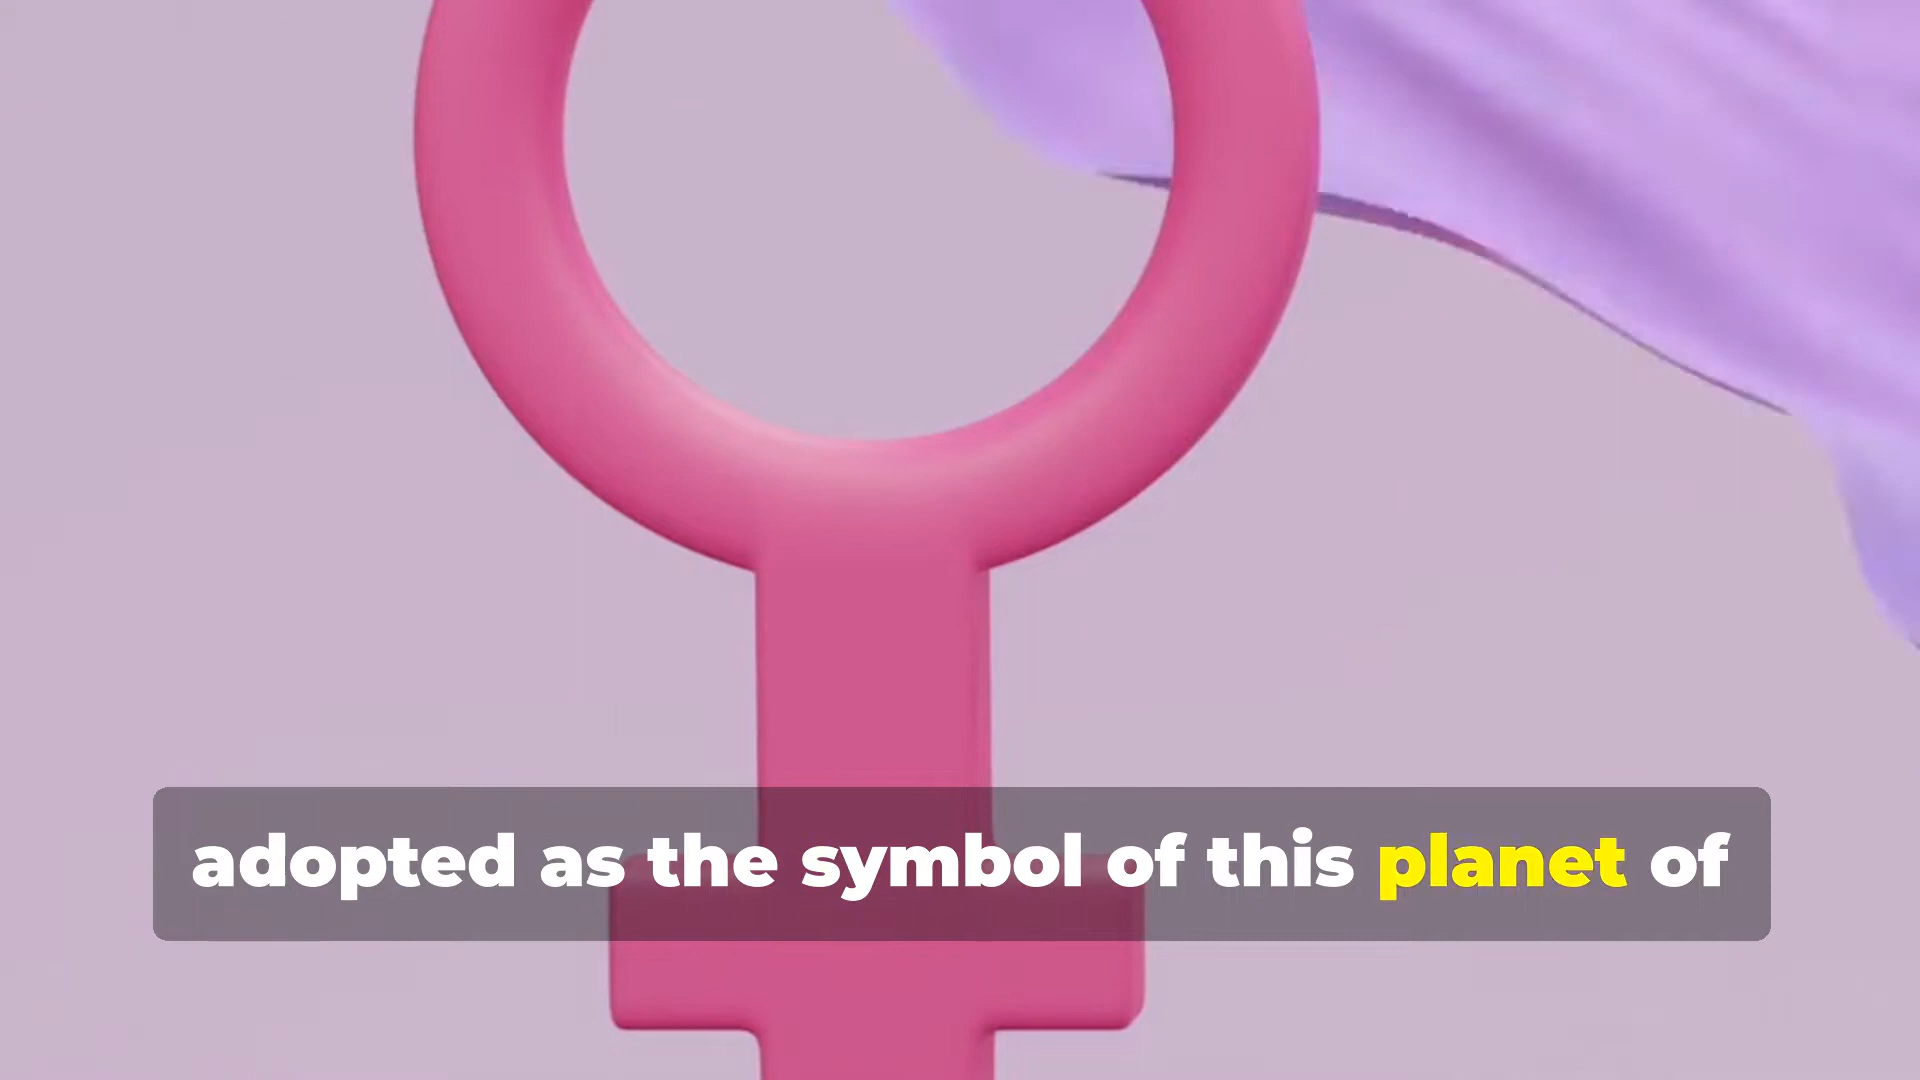 adopted as the symbol of this planet of